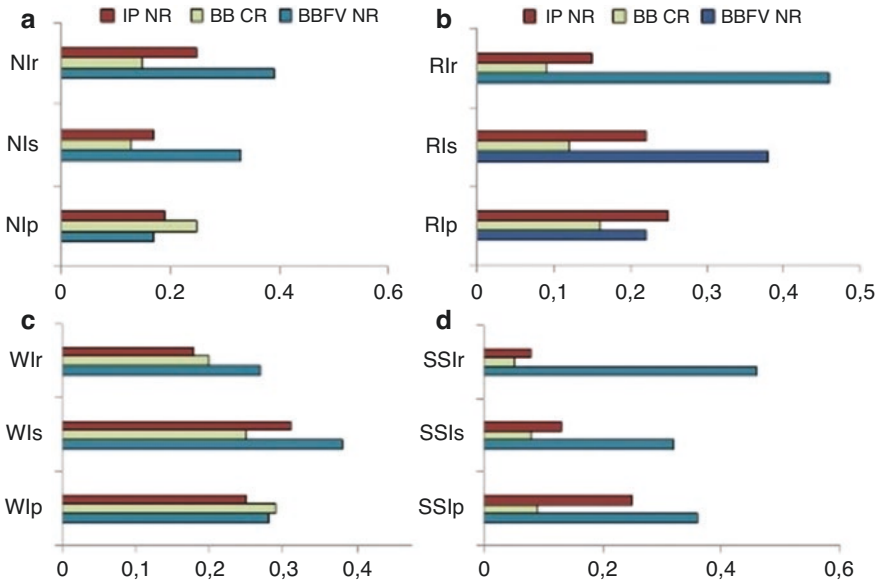 a
IP NR BB CR BBFV NR
NIr
NIs
NIp
0 0.2 0.4 0.6
b
IP NR BB CR BBFV NR
RIr
RIs
RIp
0 0,1 0,2 0,3 0,4 0,5
c
WIr
WIs
WIp
0 0,1 0,2 0,3 0,4
d
SSIr
SSIs
SSIp
0 0,2 0,4 0,6